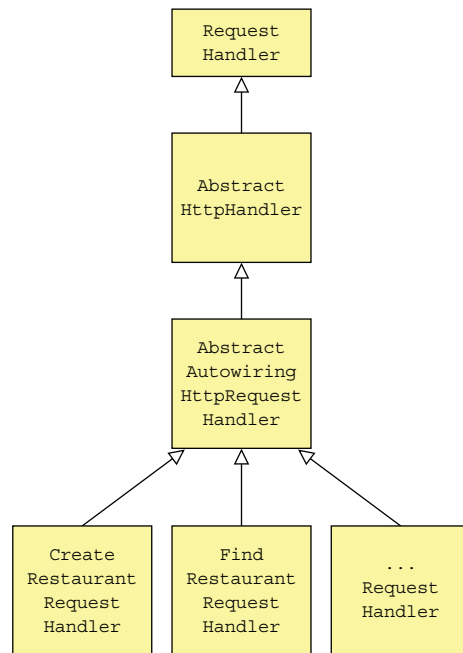 Request
Handler
Abstract
HttpHandler
Abstract
Autowiring
HttpRequest
Handler
Create
Restaurant
Request
Handler
Find
Restaurant
Request
Handler
...
Request
Handler